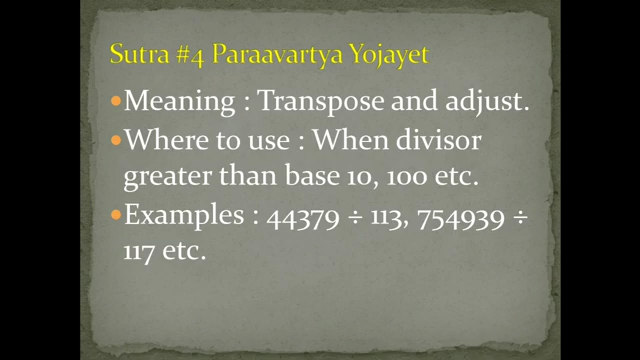 Sutra #4 Paraavartya Yojayet
•Meaning : Transpose and adjust.
•Where to use : When divisor
greater than base 10, 100 etc.
•Examples : 44379 ÷ 113, 754939 ÷
117 etc.